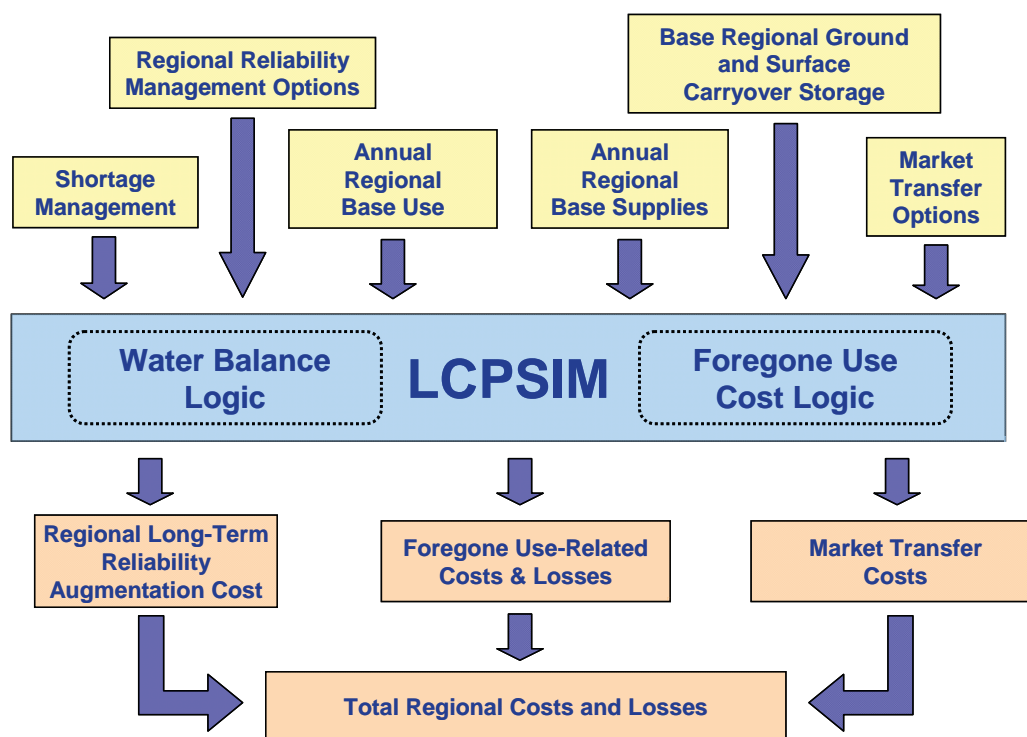 Regional Reliability
Management Options
Base Regional Ground
and Surface
Carryover Storage
Shortage
Management
Annual
Regional
Base Use
Annual
Regional
Base Supplies
Market
Transfer
Options
Water Balance
Logic
LCPSIM
Foregone Use
Cost Logic
Regional Long-Term
Reliability
Augmentation Cost
Foregone Use-Related
Costs & Losses
Market Transfer
Costs
Total Regional Costs and Losses